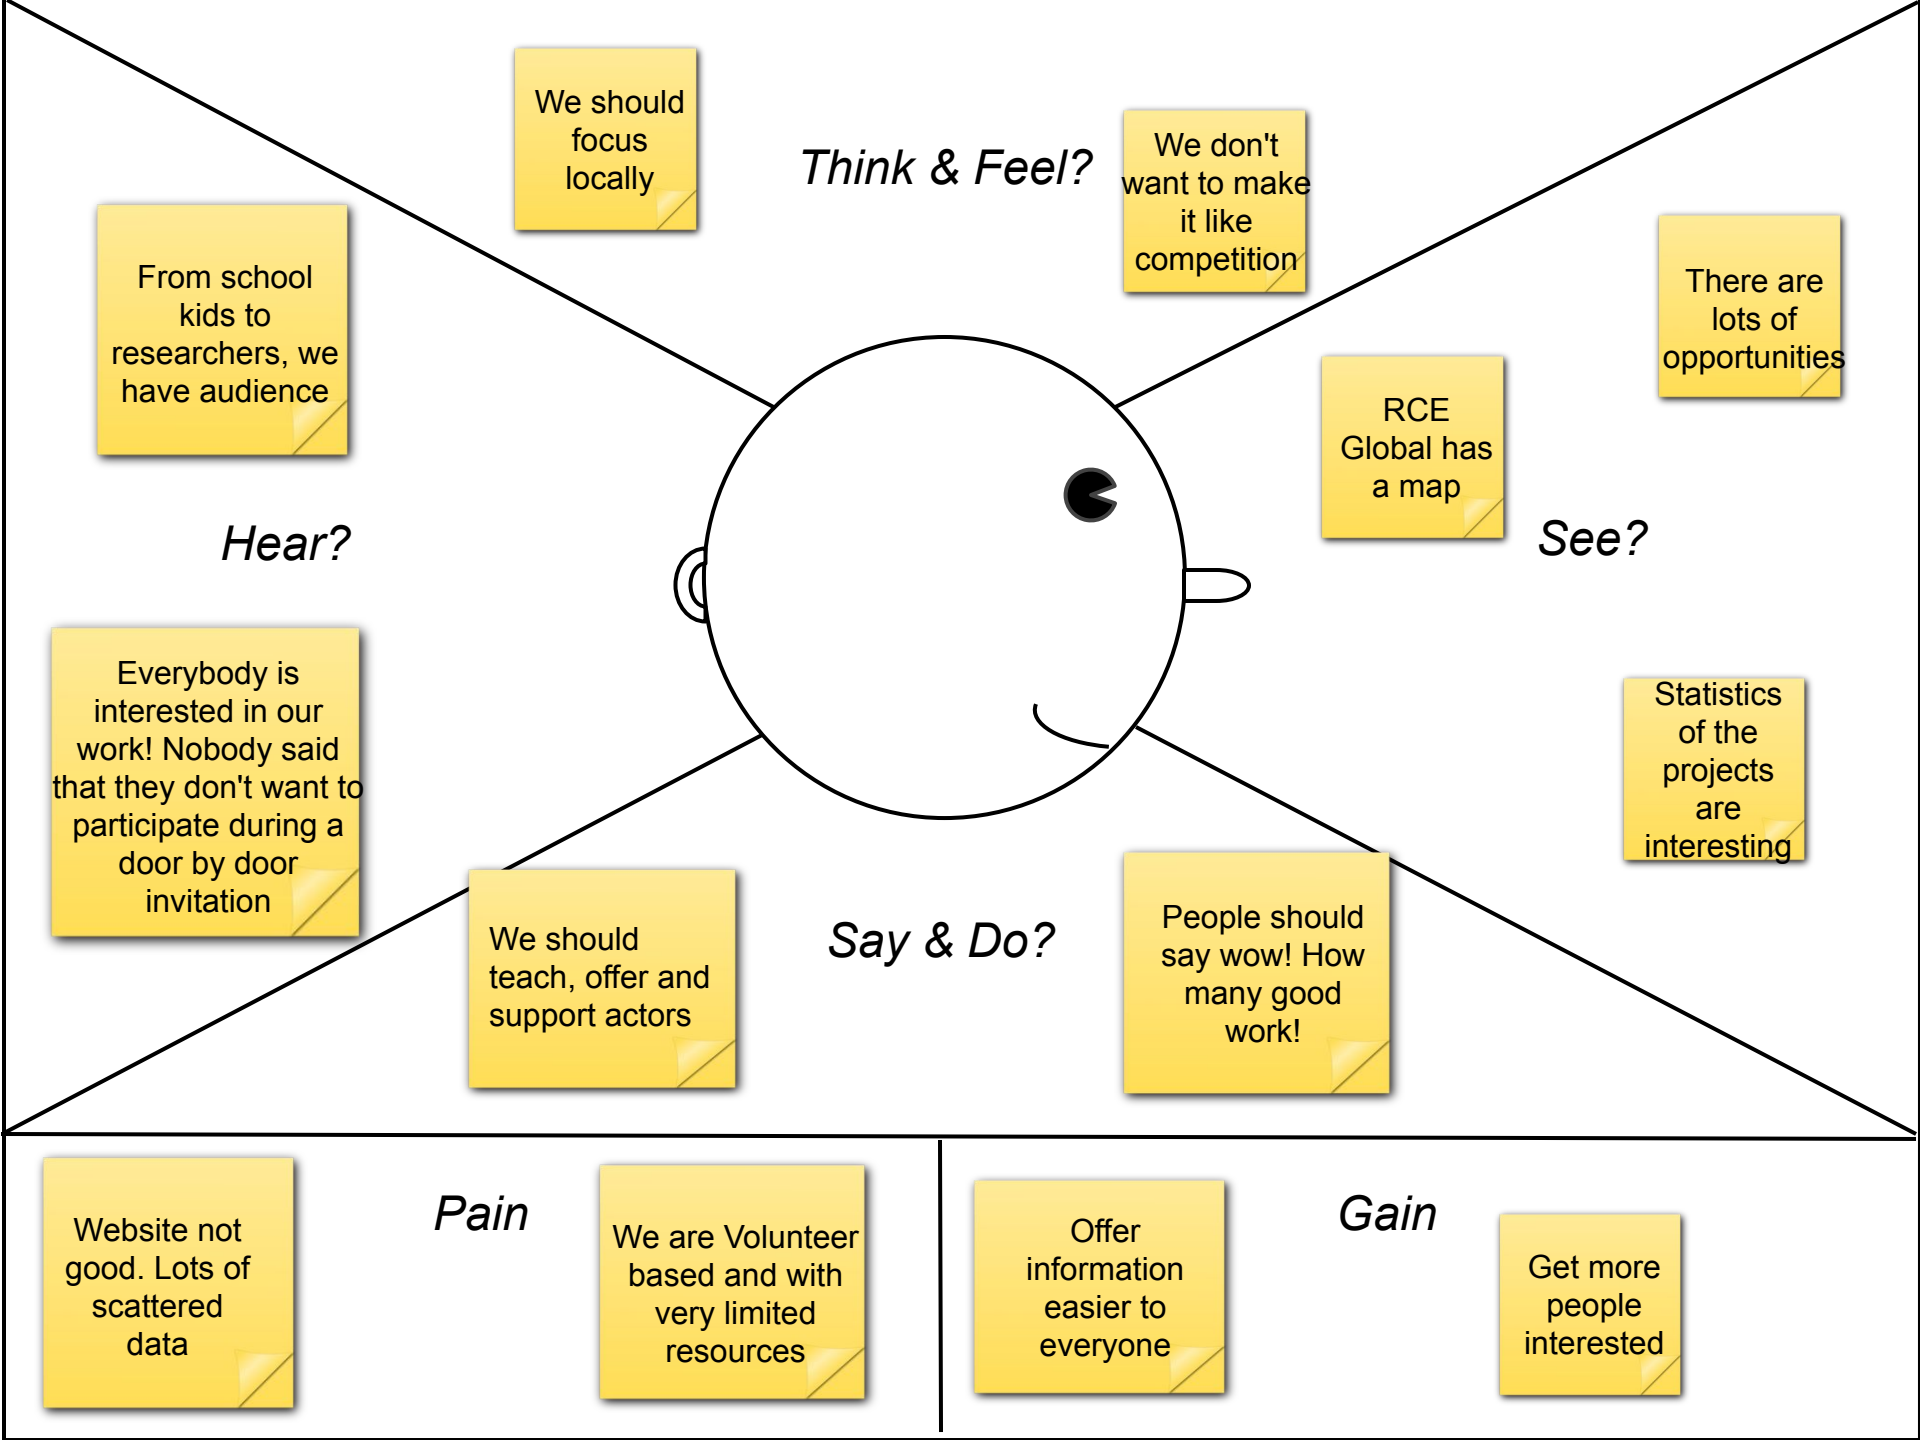 We should
focus
locally
Think & Feel?
We don't
want to make
it like
competition
From school
kids to
researchers, we
have audience
There are
lots of
opportunities
RCE
Global has
a map
Hear?
See?
Everybody is
interested in our
work! Nobody said
that they don't want to
participate during a
door by door
invitation
Statistics
of the
projects
are
interesting
We should
teach, offer and
support actors
Say & Do?
People should
say wow! How
many good
work!
Website not
good. Lots of
scattered
data
Pain
We are Volunteer
based and with
very limited
resources
Offer
information
easier to
everyone
Gain
Get more
people
interested